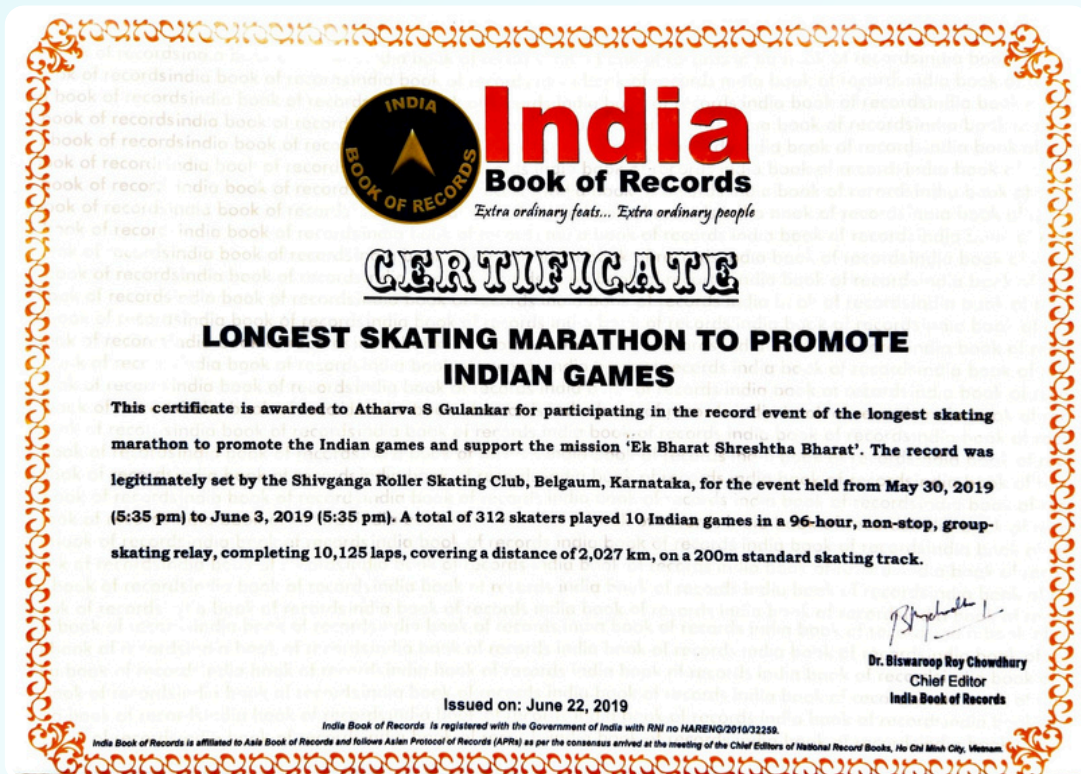 INDIA
BOOK OF RECORDS
India
Book of Records
Extra ordinary feats... Extra ordinary people
CERTIFICATE
LONGEST SKATING MARATHON TO PROMOTE
INDIAN GAMES
This certificate is awarded to Atharva S Gulankar for participating in the record event of the longest skating
marathon to promote the Indian games and support the mission 'Ek Bharat Shreshtha Bharat'. The record was
legitimately set by the Shivganga Roller Skating Club, Belgaum, Karnataka, for the event held from May 30, 2019
(5:35 pm) to June 3, 2019 (5:35 pm). A total of 312 skaters played 10 Indian games in a 96-hour, non-stop, group-
skating relay, completing 10,125 laps, covering a distance of 2,027 km, on a 200m standard skating track.
Dr. Biswaroop Roy Chowdhury
Chief Editor
India Book of Records
Issued on: June 22, 2019
India Book of Records is registered with the Government of India with RNI no HARENG/2010/32259.
India Book of Records is affiliated to Asia Book of Records and follows Asian Protocol of Records (APRs) as per the consensus arrived at the meeting of the Chief Editors of National Record Books, Ho Chi Minh City, Vietnam.